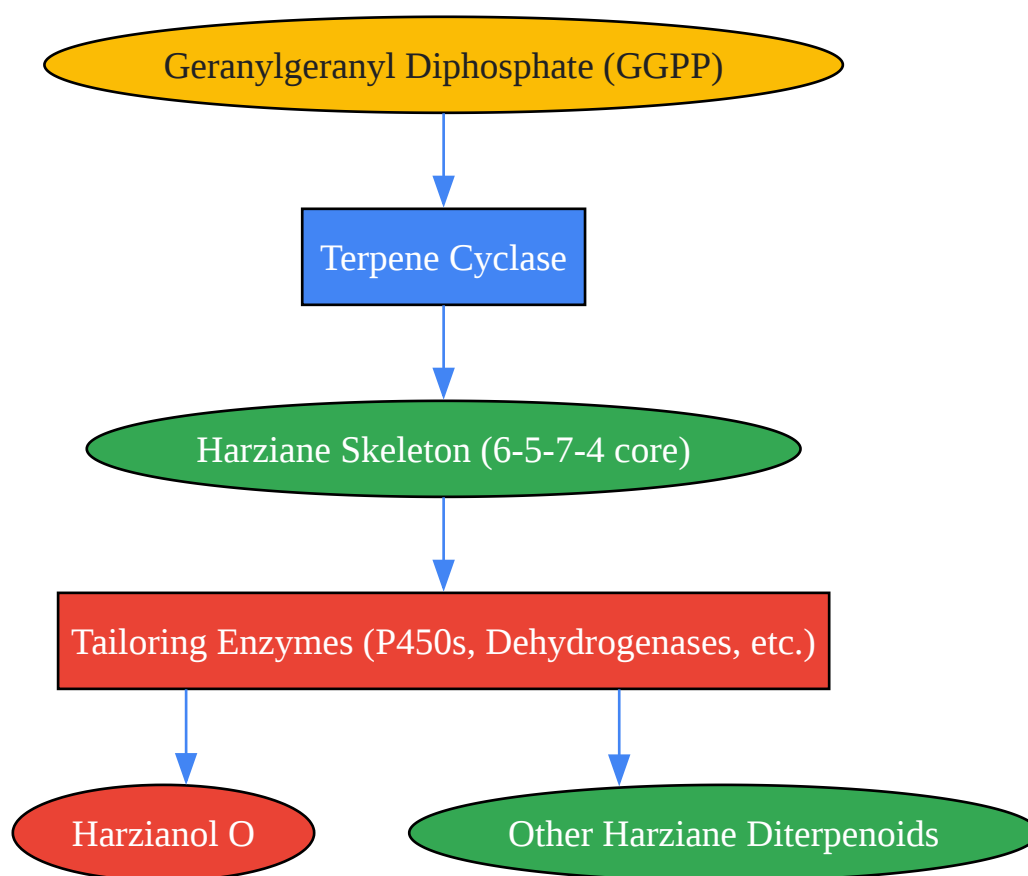 Geranylgeranyl Diphosphate (GGPP)
Terpene Cyclase
Harziane Skeleton (6-5-7-4 core)
Tailoring Enzymes (P450s, Dehydrogenases, etc.)
Harzianol O
Other Harziane Diterpenoids